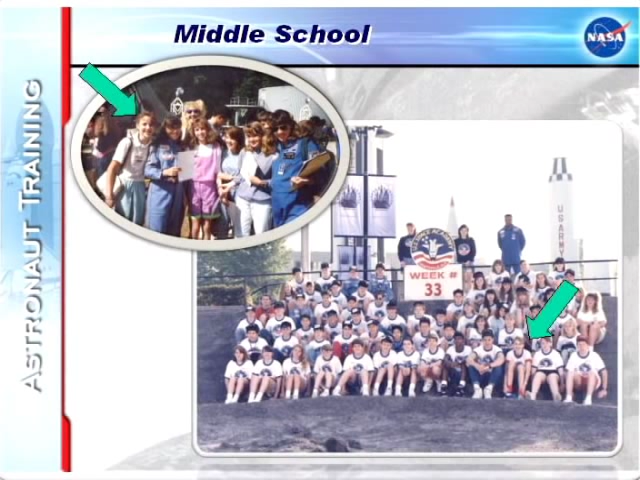 Middle School
NASA
ASTRONAUT TRAINING
WEEK #
33
US ARMY